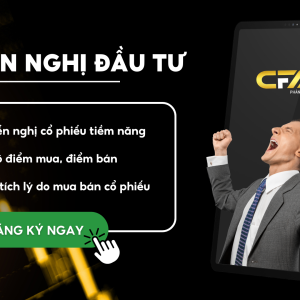 N NGHỊ ĐẦU TƯ
CF
nghị cổ phiếu tiềm năng
điểm mua, điểm bán
tích lý do mua bán cổ phiếu
ĂNG KÝ NGAY